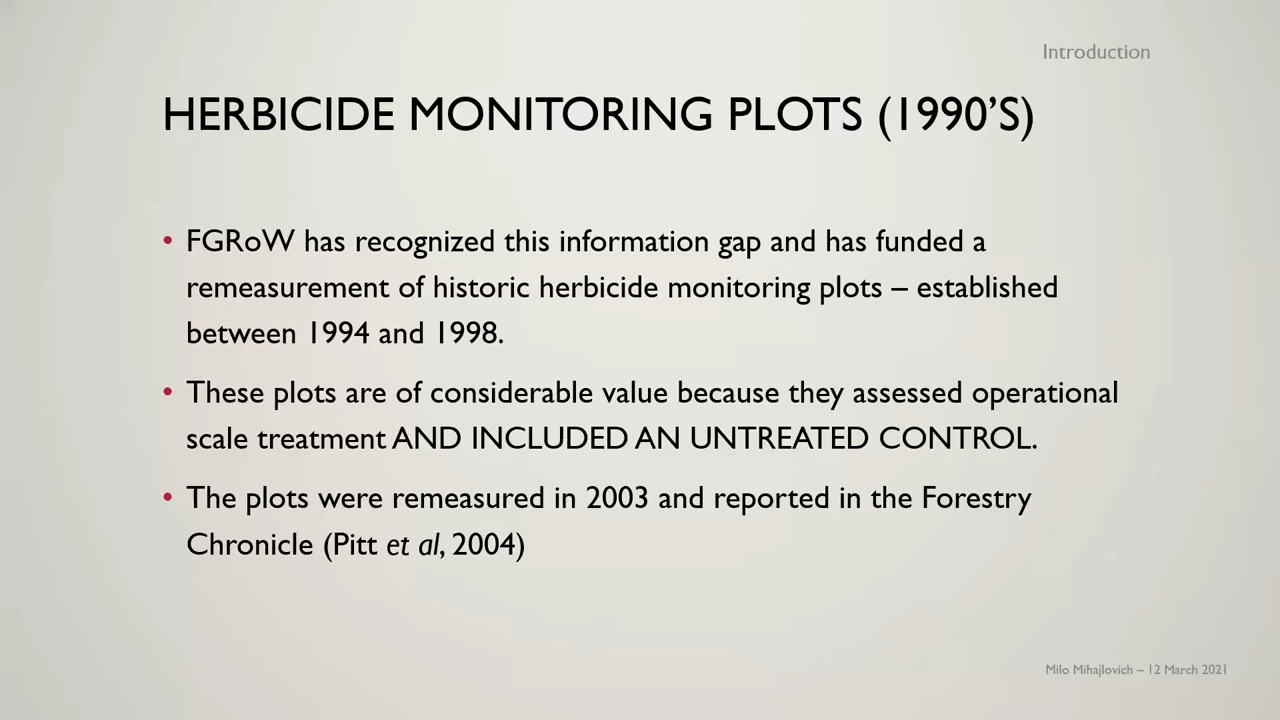 Introduction
HERBICIDE MONITORING PLOTS (1990'S)
• FGRoW has recognized this information gap and has funded a
remeasurement of historic herbicide monitoring plots – established
between 1994 and 1998.
• These plots are of considerable value because they assessed operational
scale treatment AND INCLUDED AN UNTREATED CONTROL.
• The plots were remeasured in 2003 and reported in the Forestry
Chronicle (Pitt et al, 2004)
Milo Mihajlovich – 12 March 2021